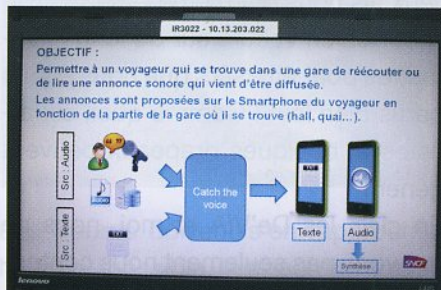 IR3022 - 10.13.203.022
OBJECTIF :
Permettre à un voyageur qui se trouve dans une gare de réécouter ou
de lire une annonce sonore qui vient d'être diffusée.
Les annonces sont proposées sur le Smartphone du voyageur en
fonction de la partie de la gare où il se trouve (hall, quai…).
Src : Audio
AUDIO
Catch the
voice
TXT
Src : Texte
TXT
Texte
Audio
Synthèse
SNCF
lenovo